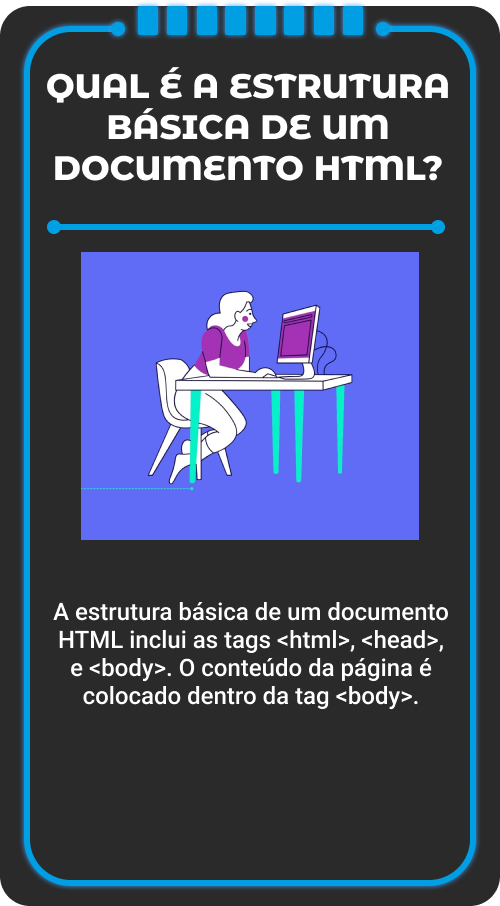 QUAL É A ESTRUTURA
BÁSICA DE UM
DOCUMENTO HTML?
A estrutura básica de um documento
HTML inclui as tags <html>, <head>,
e <body>. O conteúdo da página é
colocado dentro da tag <body>.